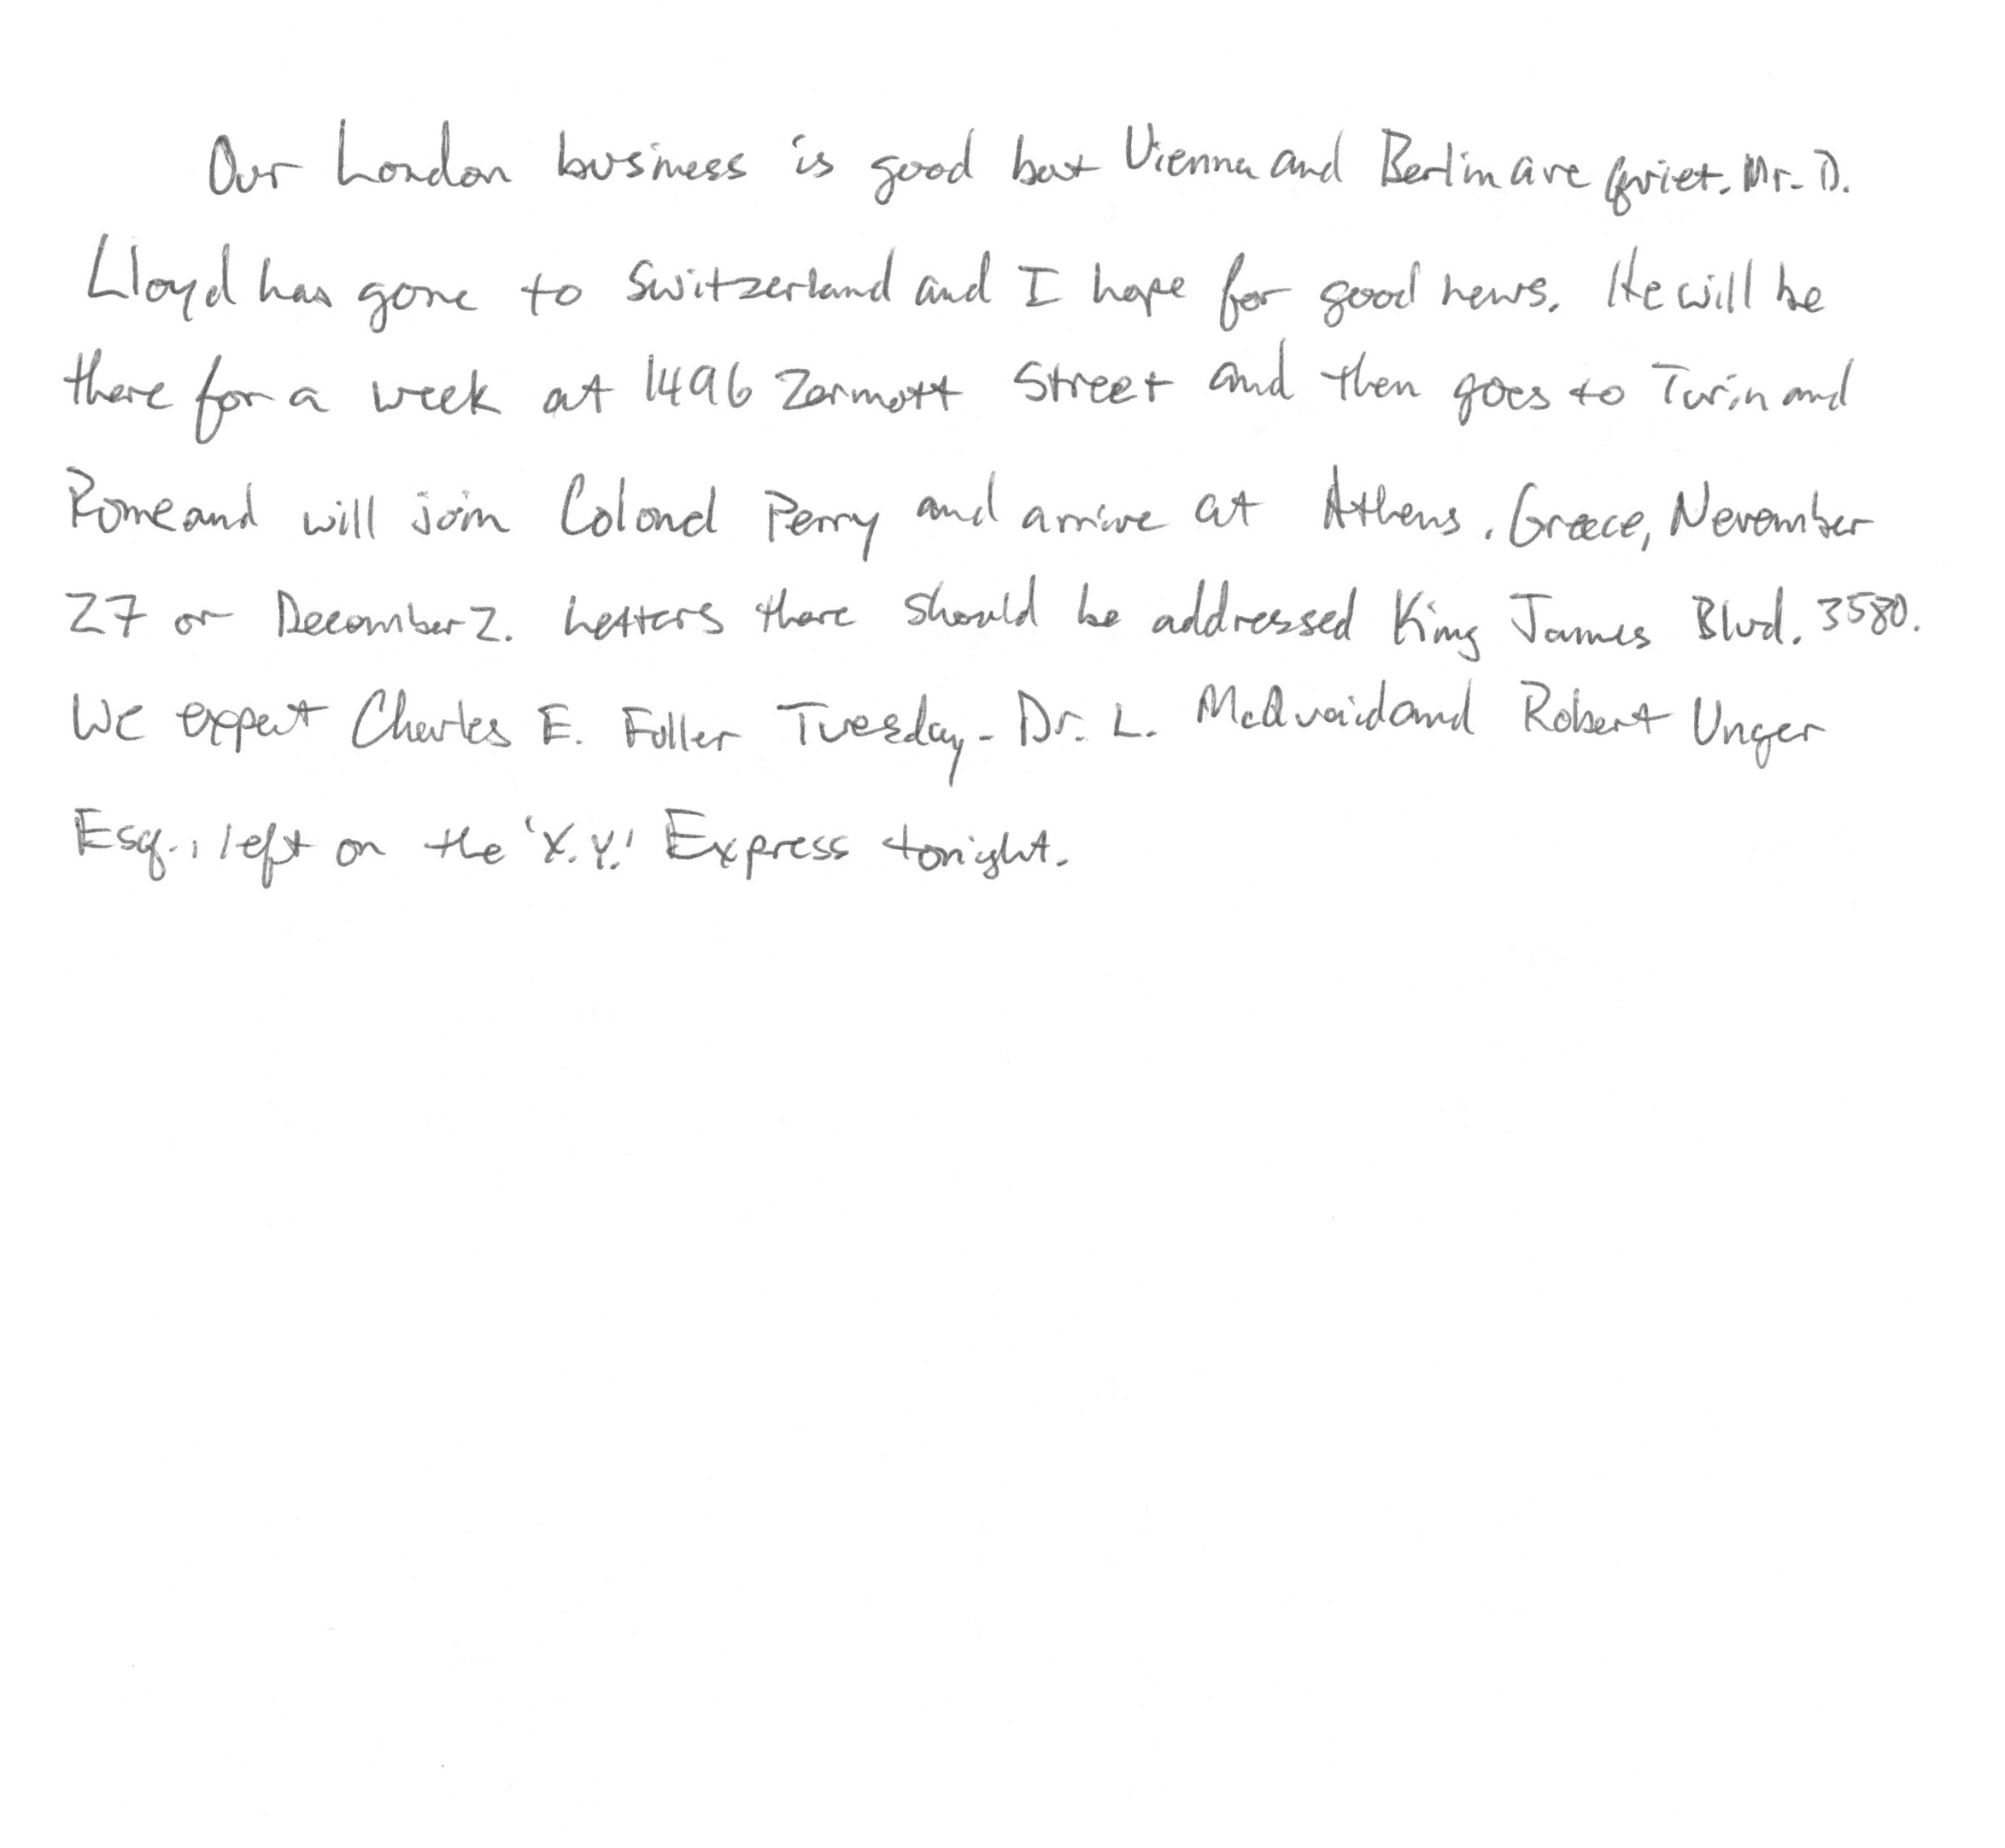 Our London business is good but Vienna and Berlin are quiet. Mr. D.
Lloyd has gone to Switzerland and I hope for good news. He will be
there for a week at 1496 Zermott Street and then goes to Turin and
Rome and will join Colonel Perry and arrive at Athens, Greece, November
27 or December 2. Letters there should be addressed King James Blvd. 3580.
We expect Charles E. Fuller Tuesday. Dr. L. McQuaid and Robert Unger
Esq., left on the 'X.Y.' Express tonight.